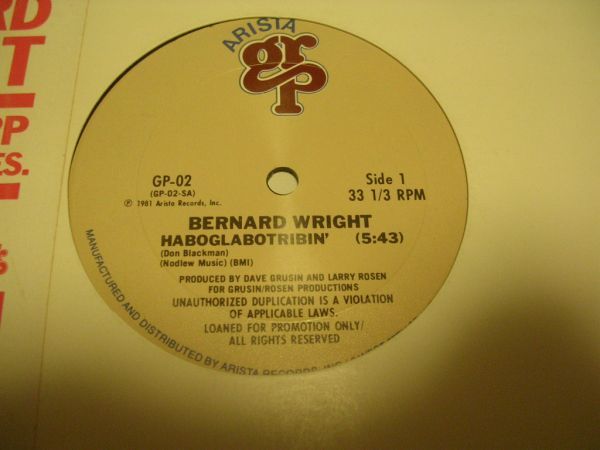 RD
T
PP
ES.
's
ARISTA
grp
GP-02
(GP-02-SA)
℗ 1981 Arista Records, Inc.
Side 1
33 1/3 RPM
BERNARD WRIGHT
HABOGLABOTRIBIN' (5:43)
(Don Blackman)
(Nodlew Music) (BMI)
PRODUCED BY DAVE GRUSIN AND LARRY ROSEN
FOR GRUSIN/ROSEN PRODUCTIONS
UNAUTHORIZED DUPLICATION IS A VIOLATION
OF APPLICABLE LAWS.
LOANED FOR PROMOTION ONLY/
ALL RIGHTS RESERVED
MANUFACTURED AND DISTRIBUTED BY ARISTA RECORDS, INC.